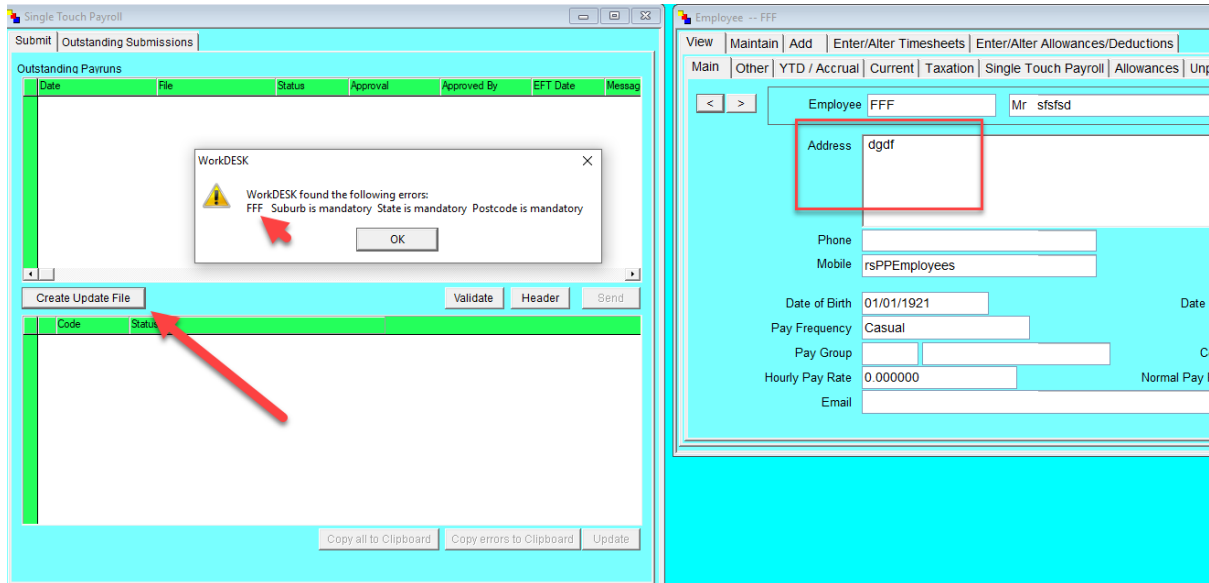 Single Touch Payroll
Submit Outstanding Submissions
Outstanding Payruns
Date File Status Approval Approved By EFT Date Messag
WorkDESK
WorkDESK found the following errors:
FFF Suburb is mandatory State is mandatory Postcode is mandatory
OK
Create Update File Validate Header Send
Code Status
Copy all to Clipboard Copy errors to Clipboard Update
Employee -- FFF
View Maintain Add Enter/Alter Timesheets Enter/Alter Allowances/Deductions
Main Other YTD / Accrual Current Taxation Single Touch Payroll Allowances Unp
< > Employee FFF Mr sfsfsd
Address dgdf
Phone
Mobile rsPPEmployees
Date of Birth 01/01/1921 Date
Pay Frequency Casual
Pay Group C
Hourly Pay Rate 0.000000 Normal Pay
Email